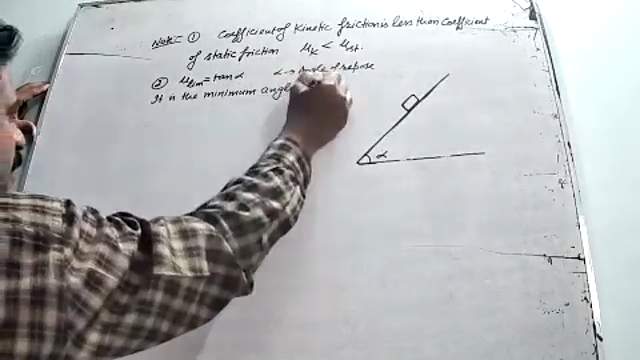 Note:- ① Coefficient of Kinetic friction is less than Coefficient
of static friction μk < μst.
② μlim = tan α α → Angle of repose
It is the minimum angle
α